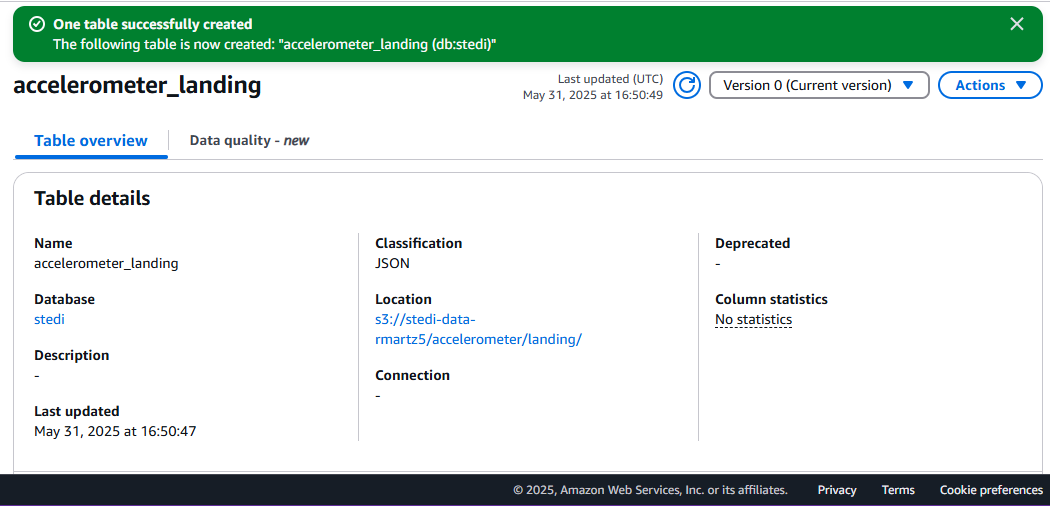 One table successfully created
The following table is now created: "accelerometer_landing (db:stedi)"
accelerometer_landing
Last updated (UTC)
May 31, 2025 at 16:50:49
Version 0 (Current version)
Actions
Table overview
Data quality - new
Table details
Name
accelerometer_landing
Database
stedi
Description
-
Last updated
May 31, 2025 at 16:50:47
Classification
JSON
Location
s3://stedi-data-
rmartz5/accelerometer/landing/
Connection
-
Deprecated
-
Column statistics
No statistics
© 2025, Amazon Web Services, Inc. or its affiliates.
Privacy
Terms
Cookie preferences